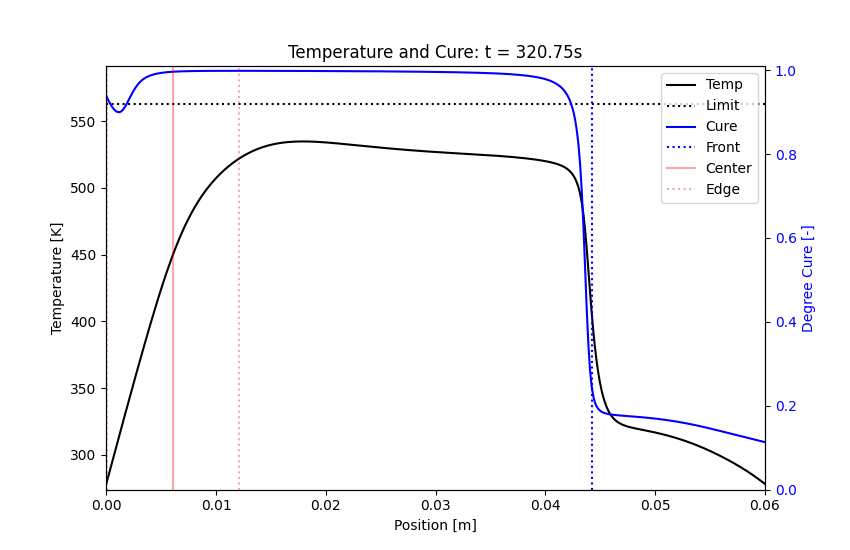 Temperature and Cure: t = 320.75s
Temp
Limit
Cure
Front
Center
Edge
550
500
450
400
350
300
Temperature [K]
1.0
0.8
0.6
0.4
0.2
0.0
Degree Cure [-]
0.00
0.01
0.02
0.03
0.04
0.05
0.06
Position [m]